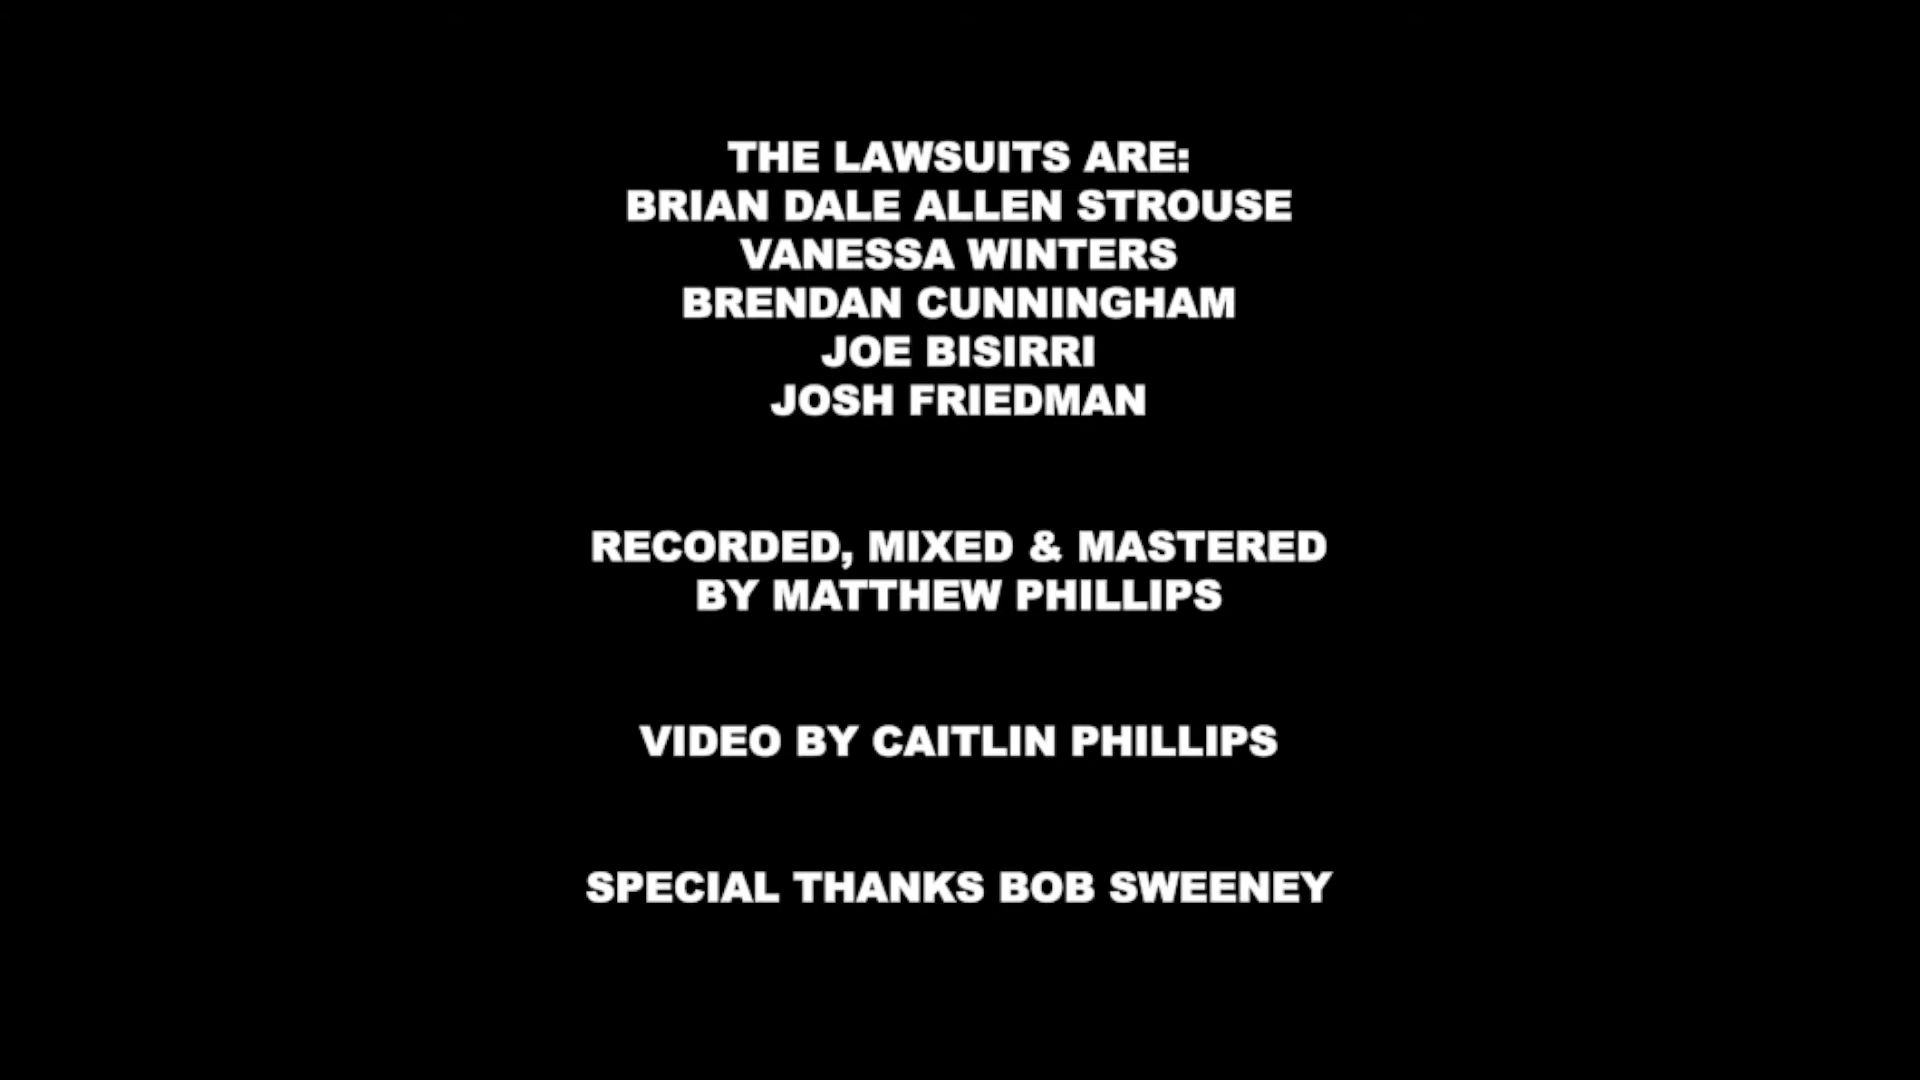 THE LAWSUITS ARE:
BRIAN DALE ALLEN STROUSE
VANESSA WINTERS
BRENDAN CUNNINGHAM
JOE BISIRRI
JOSH FRIEDMAN
RECORDED, MIXED & MASTERED
BY MATTHEW PHILLIPS
VIDEO BY CAITLIN PHILLIPS
SPECIAL THANKS BOB SWEENEY